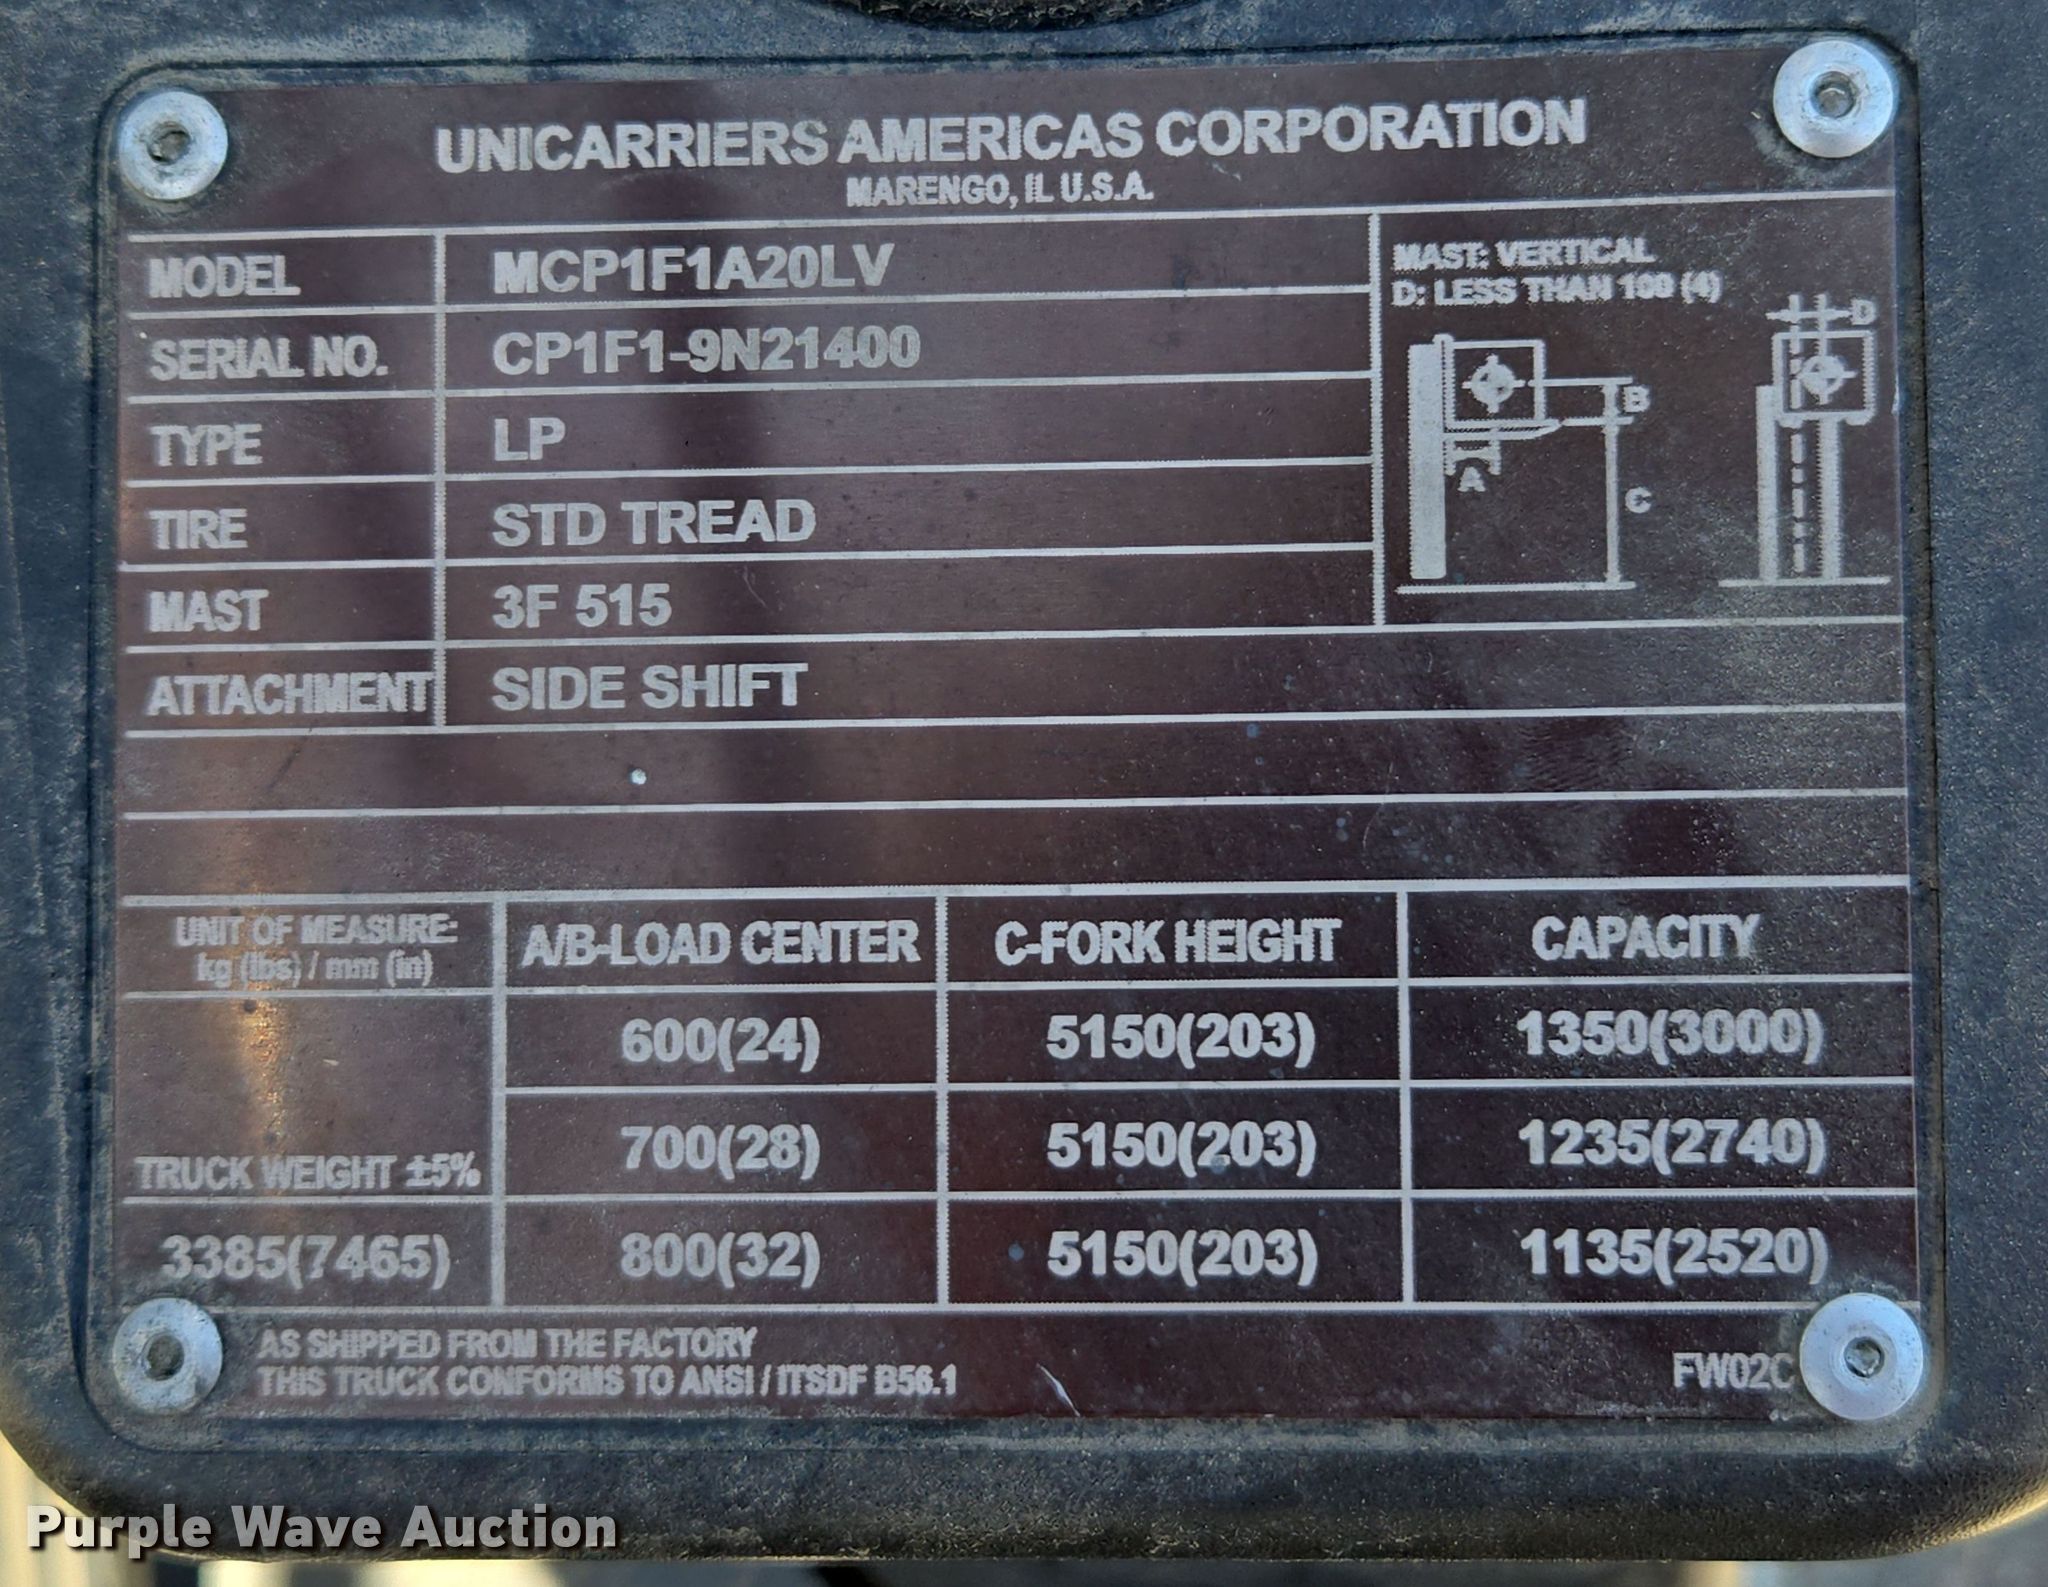 UNICARRIERS AMERICAS CORPORATION
MARENGO, IL U.S.A.
MODEL MCP1F1A20LV
SERIAL NO. CP1F1-9N21400
TYPE LP
TIRE STD TREAD
MAST 3F 515
ATTACHMENT SIDE SHIFT
MAST: VERTICAL
D: LESS THAN 100 (4)
D
B
A
C
UNIT OF MEASURE:
kg (lbs) / mm (in)
A/B-LOAD CENTER C-FORK HEIGHT CAPACITY
600(24) 5150(203) 1350(3000)
TRUCK WEIGHT ±5% 700(28) 5150(203) 1235(2740)
3385(7465) 800(32) 5150(203) 1135(2520)
AS SHIPPED FROM THE FACTORY
THIS TRUCK CONFORMS TO ANSI / ITSDF B56.1
FW02C
Purple Wave Auction